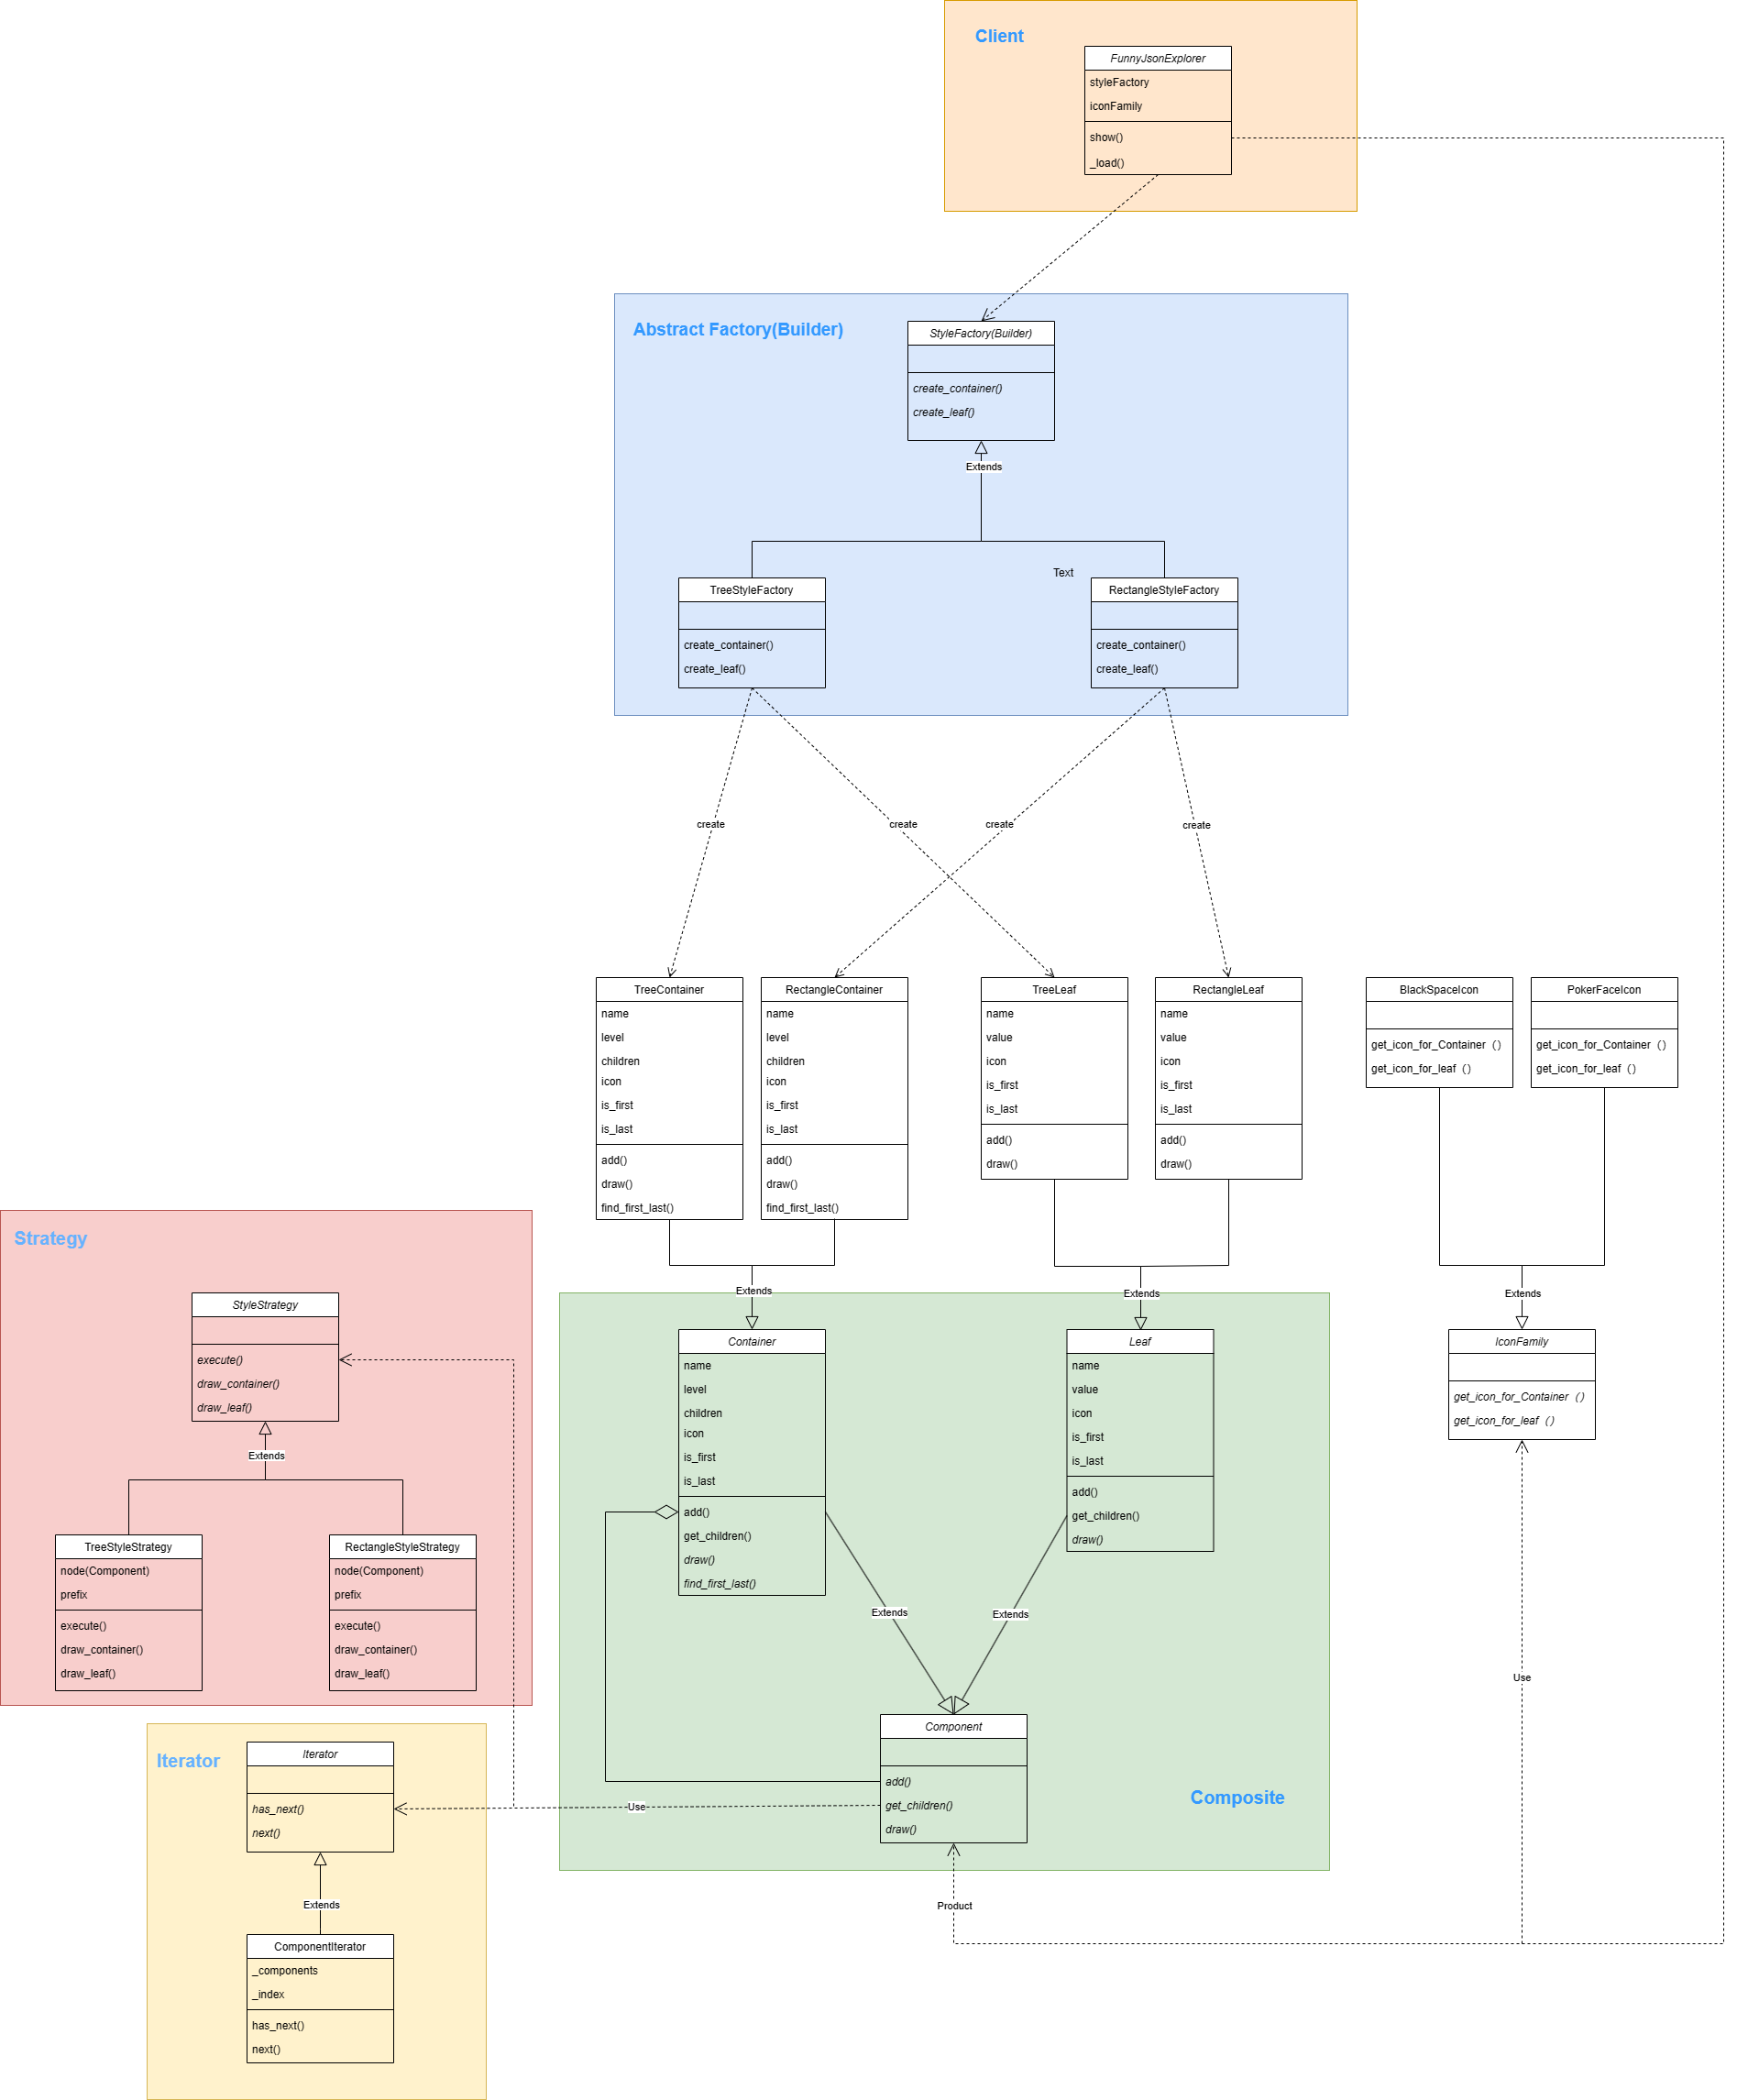 Client
FunnyJsonExplorer
styleFactory
iconFamily
show()
_load()
Abstract Factory(Builder)
StyleFactory(Builder)
create_container()
create_leaf()
Extends
Text
TreeStyleFactory
create_container()
create_leaf()
RectangleStyleFactory
create_container()
create_leaf()
create
create
create
create
TreeContainer
name
level
children
icon
is_first
is_last
add()
draw()
find_first_last()
RectangleContainer
name
level
children
icon
is_first
is_last
add()
draw()
find_first_last()
TreeLeaf
name
value
icon
is_first
is_last
add()
draw()
RectangleLeaf
name
value
icon
is_first
is_last
add()
draw()
BlackSpaceIcon
get_icon_for_Container（）
get_icon_for_leaf（）
PokerFaceIcon
get_icon_for_Container（）
get_icon_for_leaf（）
Extends
Extends
Extends
Strategy
StyleStrategy
execute()
draw_container()
draw_leaf()
Extends
TreeStyleStrategy
node(Component)
prefix
execute()
draw_container()
draw_leaf()
RectangleStyleStrategy
node(Component)
prefix
execute()
draw_container()
draw_leaf()
Container
name
level
children
icon
is_first
is_last
add()
get_children()
draw()
find_first_last()
Leaf
name
value
icon
is_first
is_last
add()
get_children()
draw()
IconFamily
get_icon_for_Container（）
get_icon_for_leaf（）
Extends
Extends
Use
Component
add()
get_children()
draw()
Composite
Use
Product
Iterator
Iterator
has_next()
next()
Extends
ComponentIterator
_components
_index
has_next()
next()